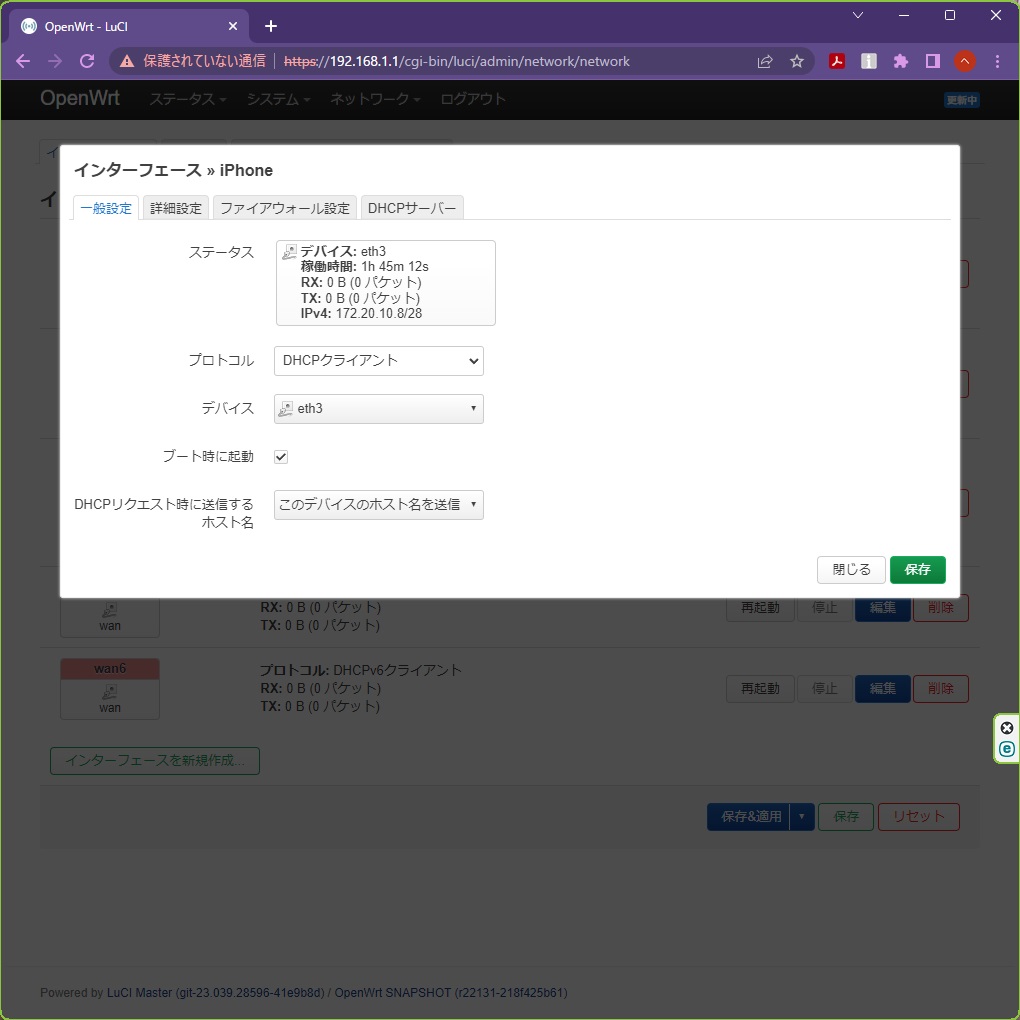 OpenWrt - LuCI
保護されていない通信
https://192.168.1.1/cgi-bin/luci/admin/network/network
OpenWrt ステータス システム ネットワーク ログアウト
更新中
インターフェース » iPhone
一般設定 詳細設定 ファイアウォール設定 DHCPサーバー
ステータス
デバイス: eth3
稼働時間: 1h 45m 12s
RX: 0 B (0 パケット)
TX: 0 B (0 パケット)
IPv4: 172.20.10.8/28
プロトコル DHCPクライアント
デバイス eth3
ブート時に起動
DHCPリクエスト時に送信する
ホスト名
このデバイスのホスト名を送信
閉じる 保存
wan
RX: 0 B (0 パケット)
TX: 0 B (0 パケット)
再起動 停止 編集 削除
wan6
wan
プロトコル: DHCPv6クライアント
RX: 0 B (0 パケット)
TX: 0 B (0 パケット)
再起動 停止 編集 削除
インターフェースを新規作成...
保存&適用 保存 リセット
Powered by LuCI Master (git-23.039.28596-41e9b8d) / OpenWrt SNAPSHOT (r22131-218f425b61)